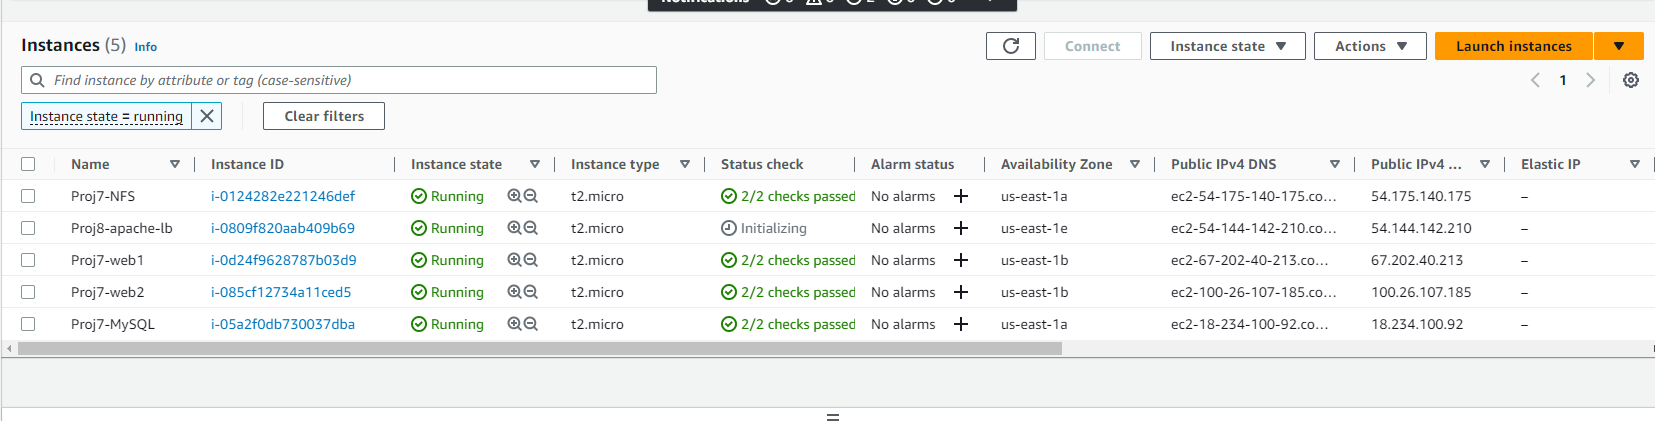 Notifications 0 0 2 0 0
Instances (5) Info
Connect Instance state Actions Launch instances
Find instance by attribute or tag (case-sensitive)
1
Instance state = running Clear filters
Name Instance ID Instance state Instance type Status check Alarm status Availability Zone Public IPv4 DNS Public IPv4 ... Elastic IP
Proj7-NFS i-0124282e221246def Running t2.micro 2/2 checks passed No alarms + us-east-1a ec2-54-175-140-175.co... 54.175.140.175 –
Proj8-apache-lb i-0809f820aab409b69 Running t2.micro Initializing No alarms + us-east-1e ec2-54-144-142-210.co... 54.144.142.210 –
Proj7-web1 i-0d24f9628787b03d9 Running t2.micro 2/2 checks passed No alarms + us-east-1b ec2-67-202-40-213.co... 67.202.40.213 –
Proj7-web2 i-085cf12734a11ced5 Running t2.micro 2/2 checks passed No alarms + us-east-1b ec2-100-26-107-185.co... 100.26.107.185 –
Proj7-MySQL i-05a2f0db730037dba Running t2.micro 2/2 checks passed No alarms + us-east-1a ec2-18-234-100-92.co... 18.234.100.92 –